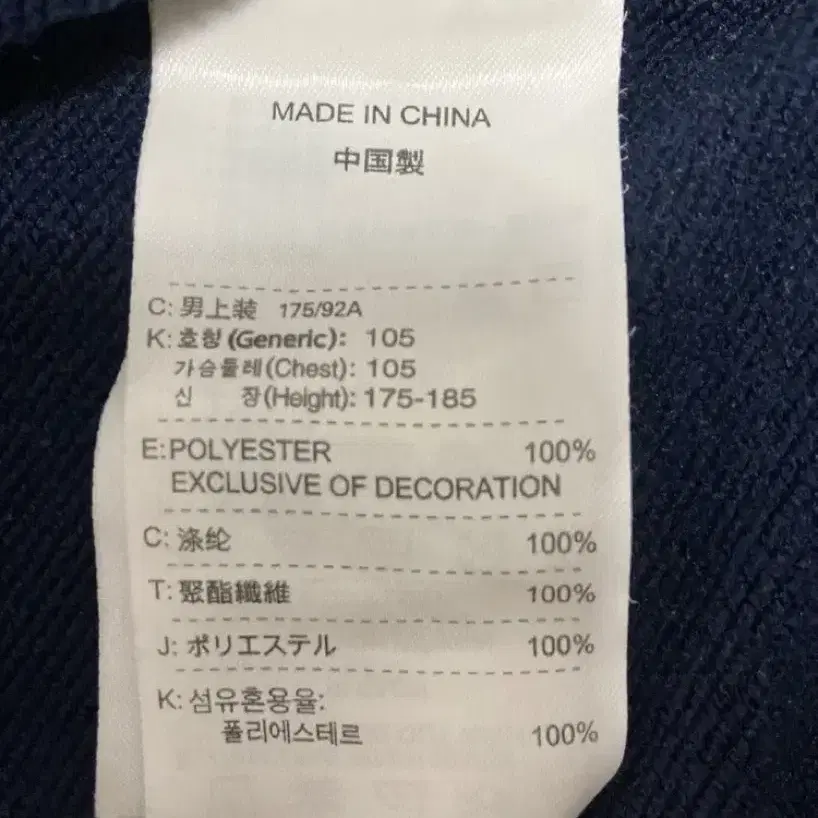 MADE IN CHINA
中国製
C: 男上装 175/92A
K: 호칭 (Generic): 105
가슴둘레(Chest): 105
신 장(Height): 175-185
E:POLYESTER 100%
EXCLUSIVE OF DECORATION
C: 涤纶 100%
T: 聚酯纖維 100%
J: ポリエステル 100%
K: 섬유혼용율:
폴리에스테르 100%